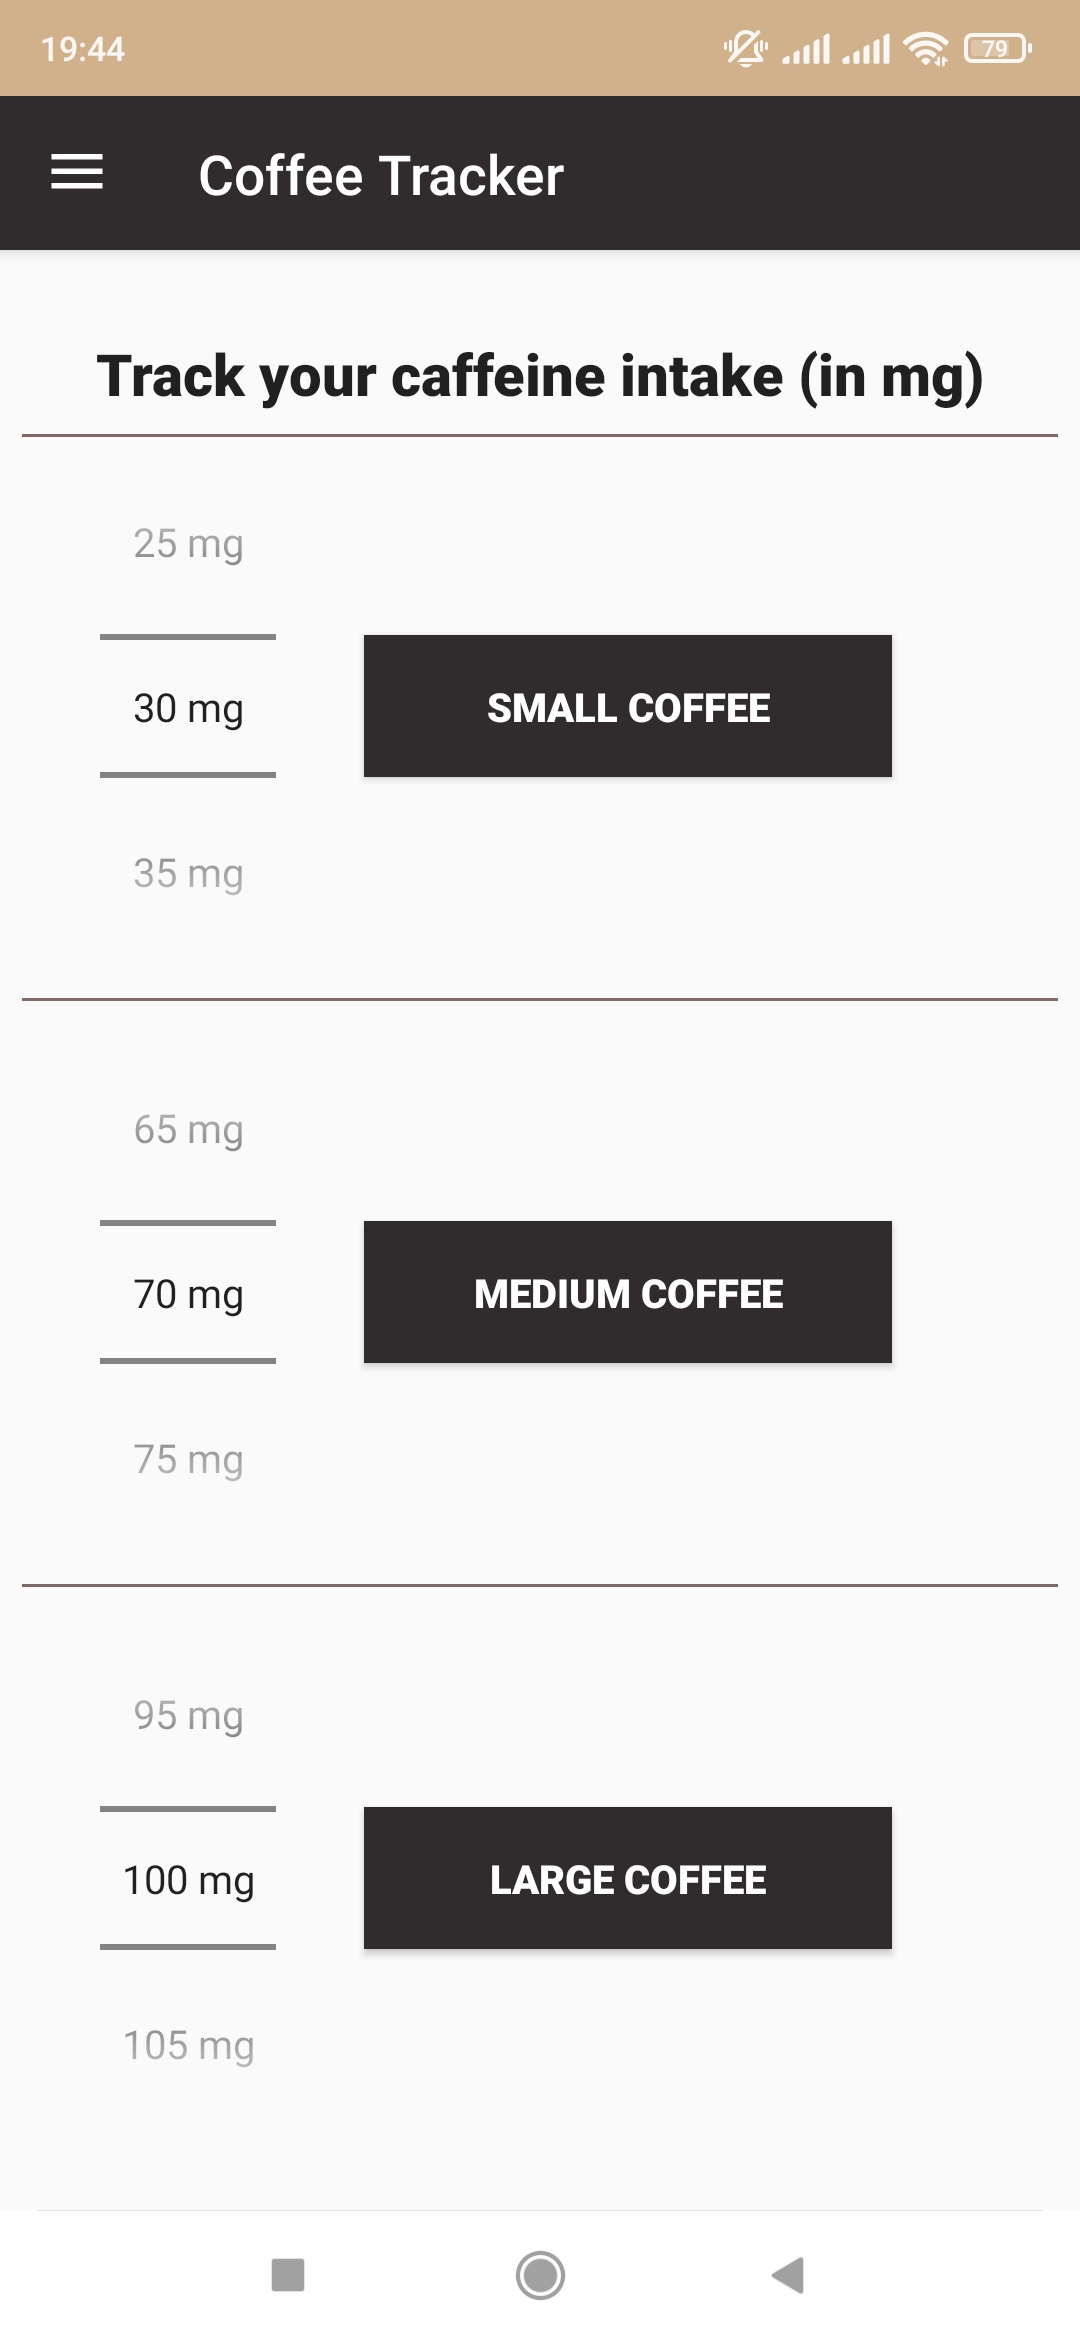 19:44
79
Coffee Tracker
Track your caffeine intake (in mg)
25 mg
30 mg
SMALL COFFEE
35 mg
65 mg
70 mg
MEDIUM COFFEE
75 mg
95 mg
100 mg
LARGE COFFEE
105 mg